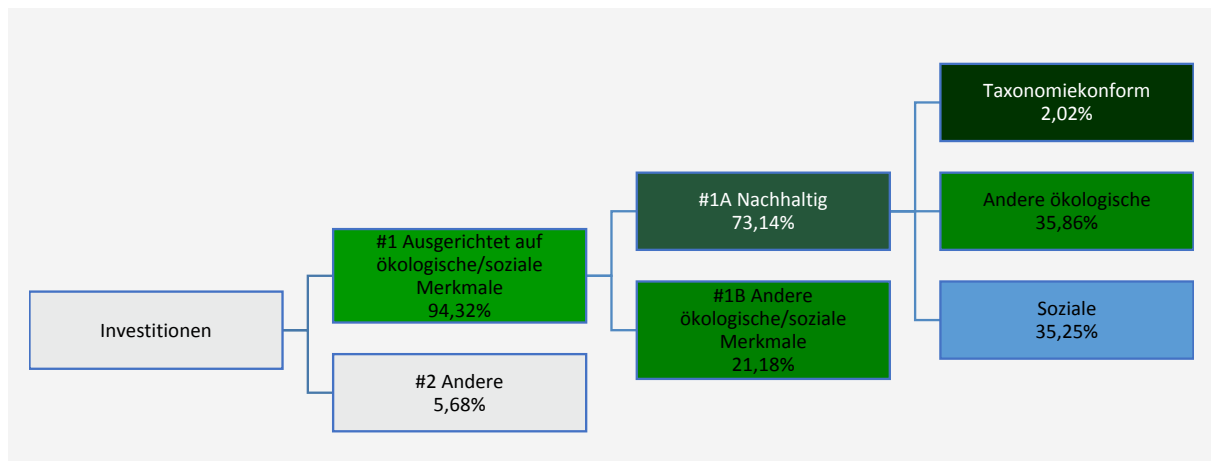 Investitionen
#1 Ausgerichtet auf
ökologische/soziale
Merkmale
94,32%
#2 Andere
5,68%
#1A Nachhaltig
73,14%
#1B Andere
ökologische/soziale
Merkmale
21,18%
Taxonomiekonform
2,02%
Andere ökologische
35,86%
Soziale
35,25%